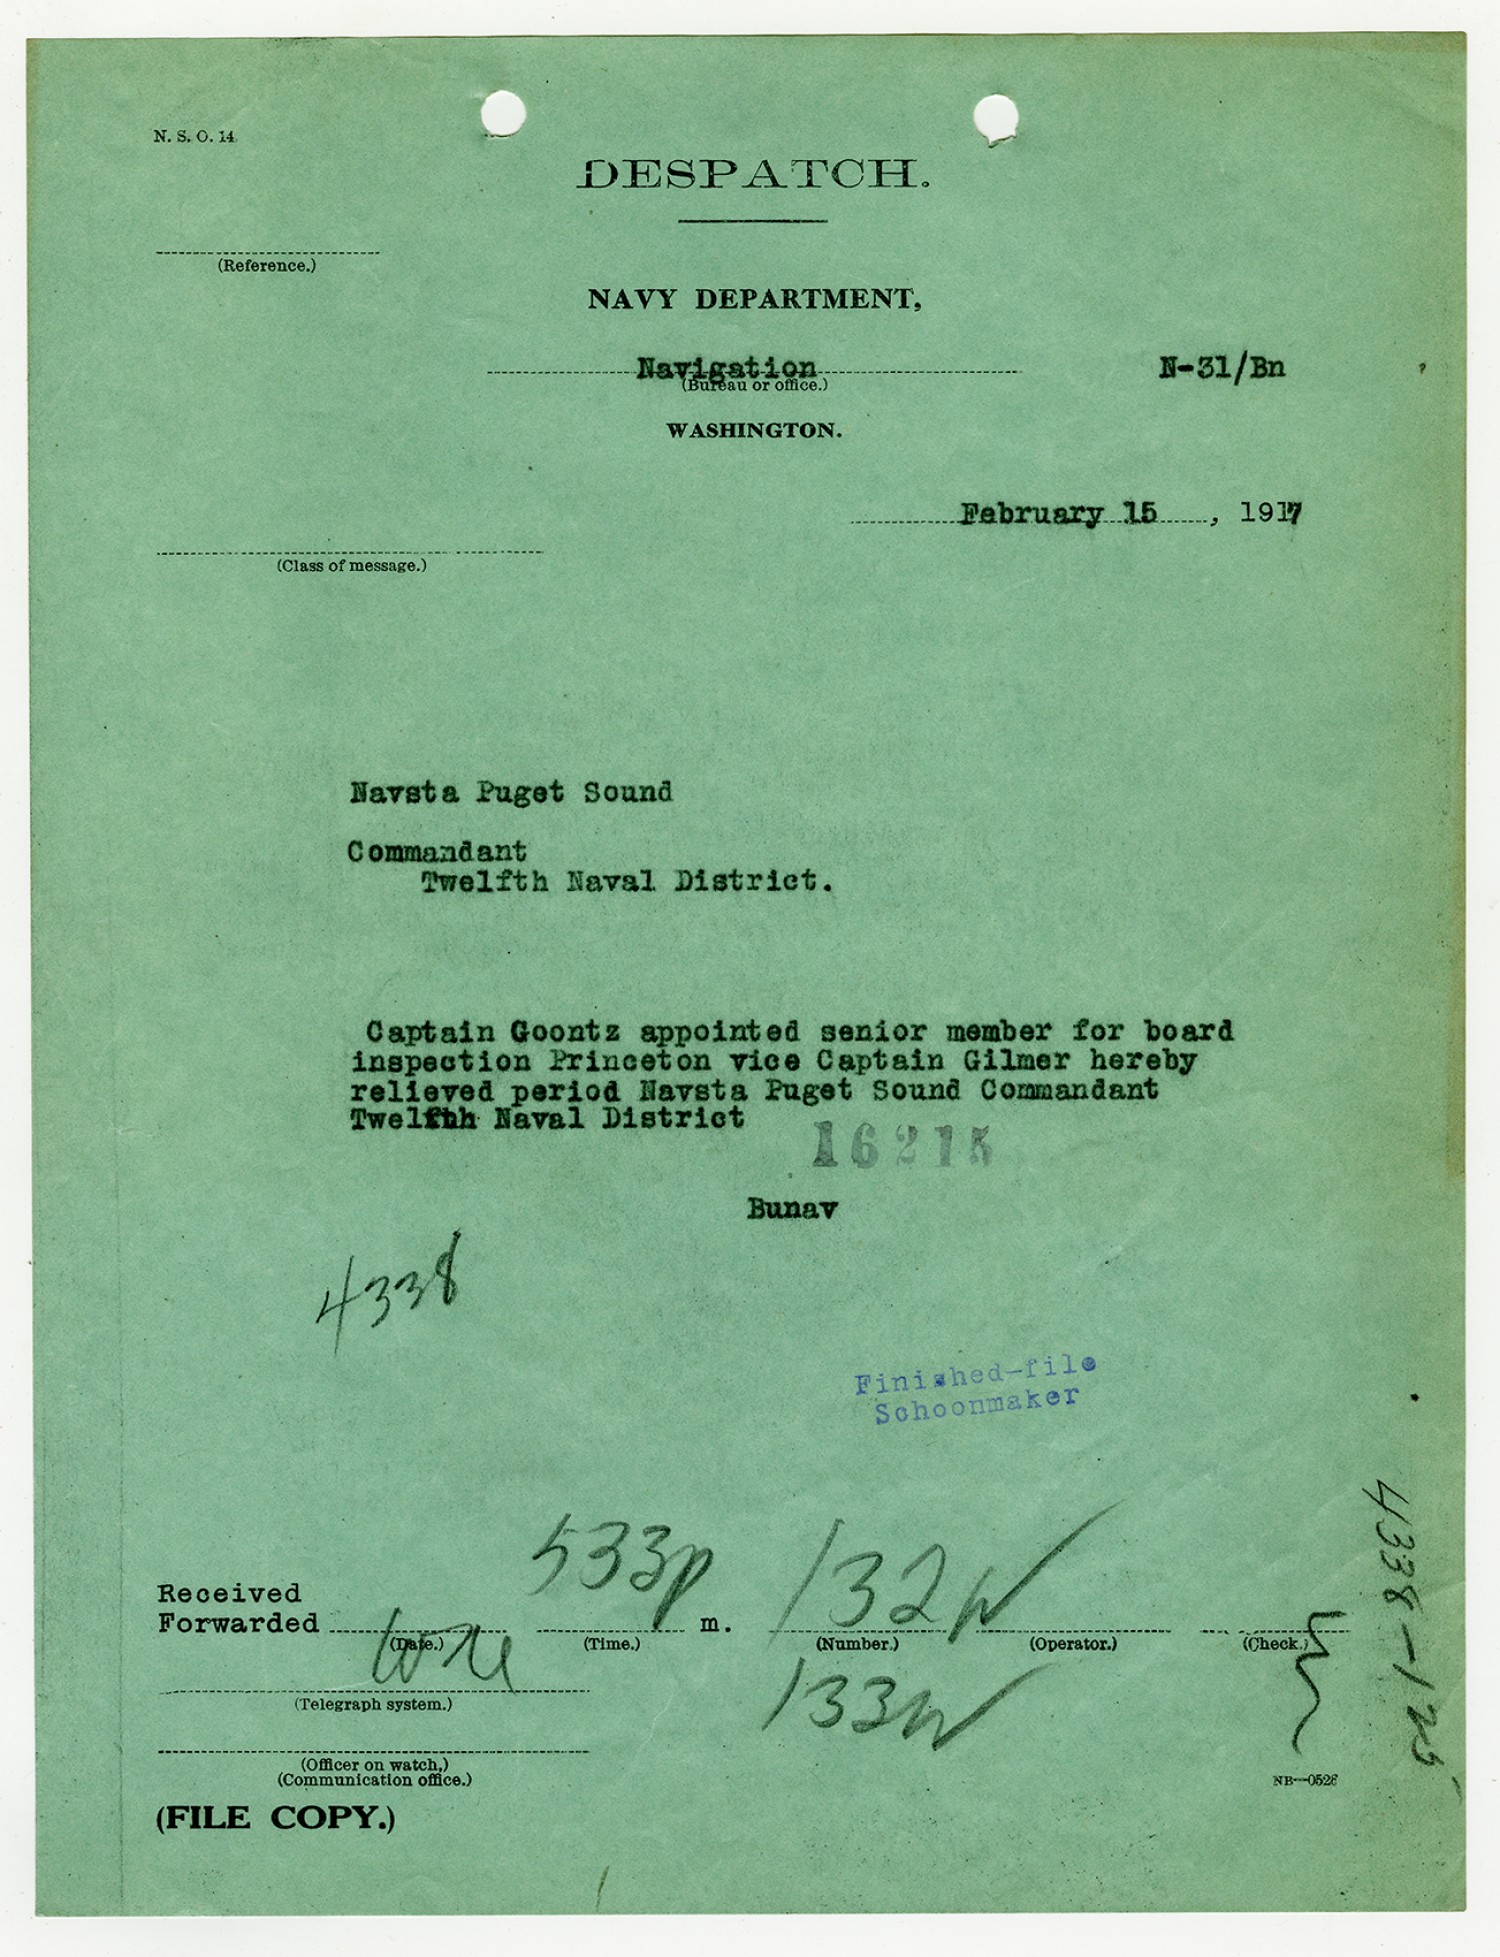 N. S. O. 14.
DESPATCH.
(Reference.)
NAVY DEPARTMENT,
Navigation
N-31/Bn
(Bureau or office.)
WASHINGTON.
February 15, 1917
(Class of message.)
Navsta Puget Sound
Commandant
Twelfth Naval District.
Captain Goontz appointed senior member for board
inspection Princeton vice Captain Gilmer hereby
relieved period Navsta Puget Sound Commandant
Twelfth Naval District
16215
Bunav
4338
Finished-file
Schoonmaker
533p
132W
Received
Forwarded
m.
(Date.)
(Time.)
(Number.)
(Operator.)
(Check.)
133W
4338-125
(Telegraph system.)
(Officer on watch.)
(Communication office.)
NB—0526
(FILE COPY.)